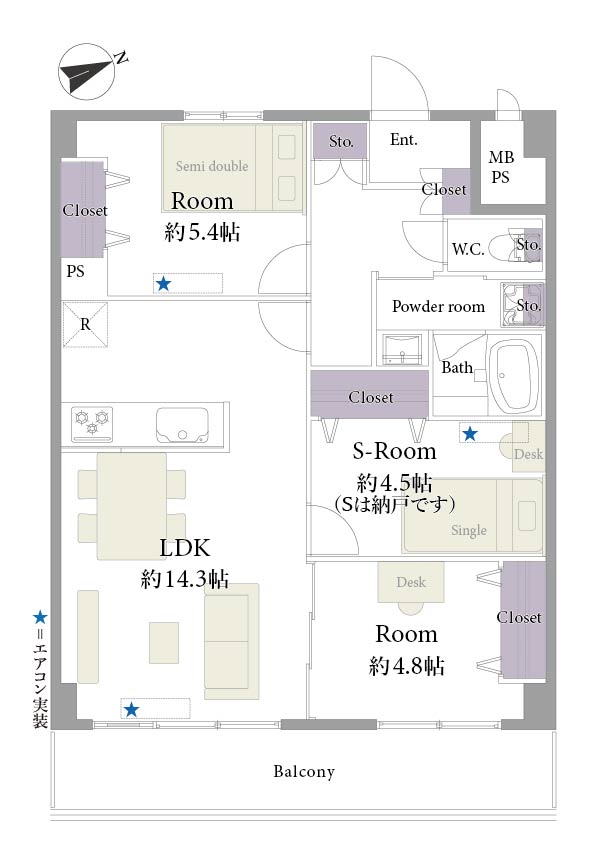 N
Sto.
Ent.
MB
PS
Semi double
Closet
Room
約5.4帖
Closet
W.C.
Sto.
PS
★
Powder room
Sto.
R
Bath
Closet
★
S-Room
Desk
約4.5帖
（Sは納戸です）
Single
LDK
約14.3帖
Desk
Closet
Room
約4.8帖
★=エアコン実装
★
Balcony